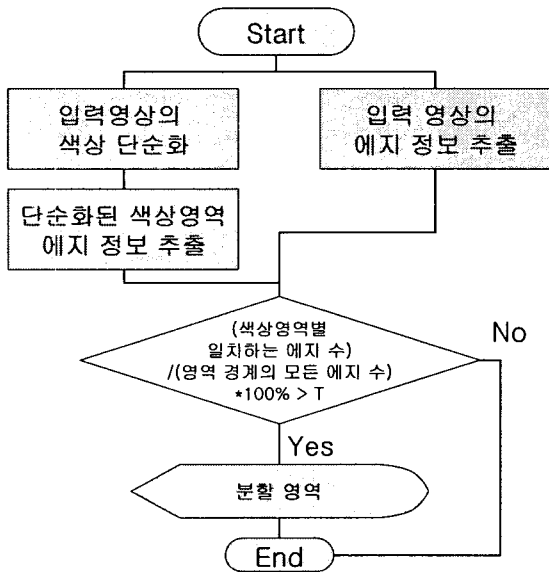 Start
입력영상의
색상 단순화
입력 영상의
에지 정보 추출
단순화된 색상영역
에지 정보 추출
(색상영역별
일치하는 에지 수)
/(영역 경계의 모든 에지 수)
*100% > T
No
Yes
분할 영역
End